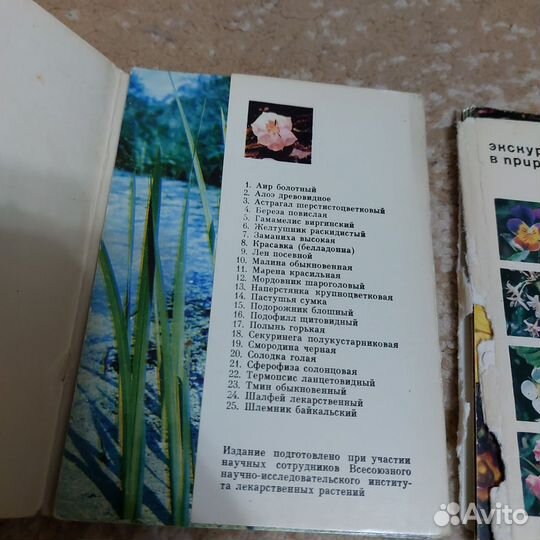 1. Аир болотный
2. Алоэ древовидное
3. Астрагал шерстистоцветковый
4. Береза повислая
5. Гамамелис виргинский
6. Желтушник раскидистый
7. Заманиха высокая
8. Красавка (белладонна)
9. Лен посевной
10. Малина обыкновенная
11. Марена красильная
12. Мордовник шароголовый
13. Наперстянка крупноцветковая
14. Пастушья сумка
15. Подорожник блошный
16. Подофилл щитовидный
17. Полынь горькая
18. Секуринега полукустарниковая
19. Смородина черная
20. Солодка голая
21. Сферофиза солонцовая
22. Термопсис ланцетовидный
23. Тмин обыкновенный
24. Шалфей лекарственный
25. Шлемник байкальский
Издание подготовлено при участии
научных сотрудников Всесоюзного
научно-исследовательского институ-
та лекарственных растений
экскур
в прир
Avito